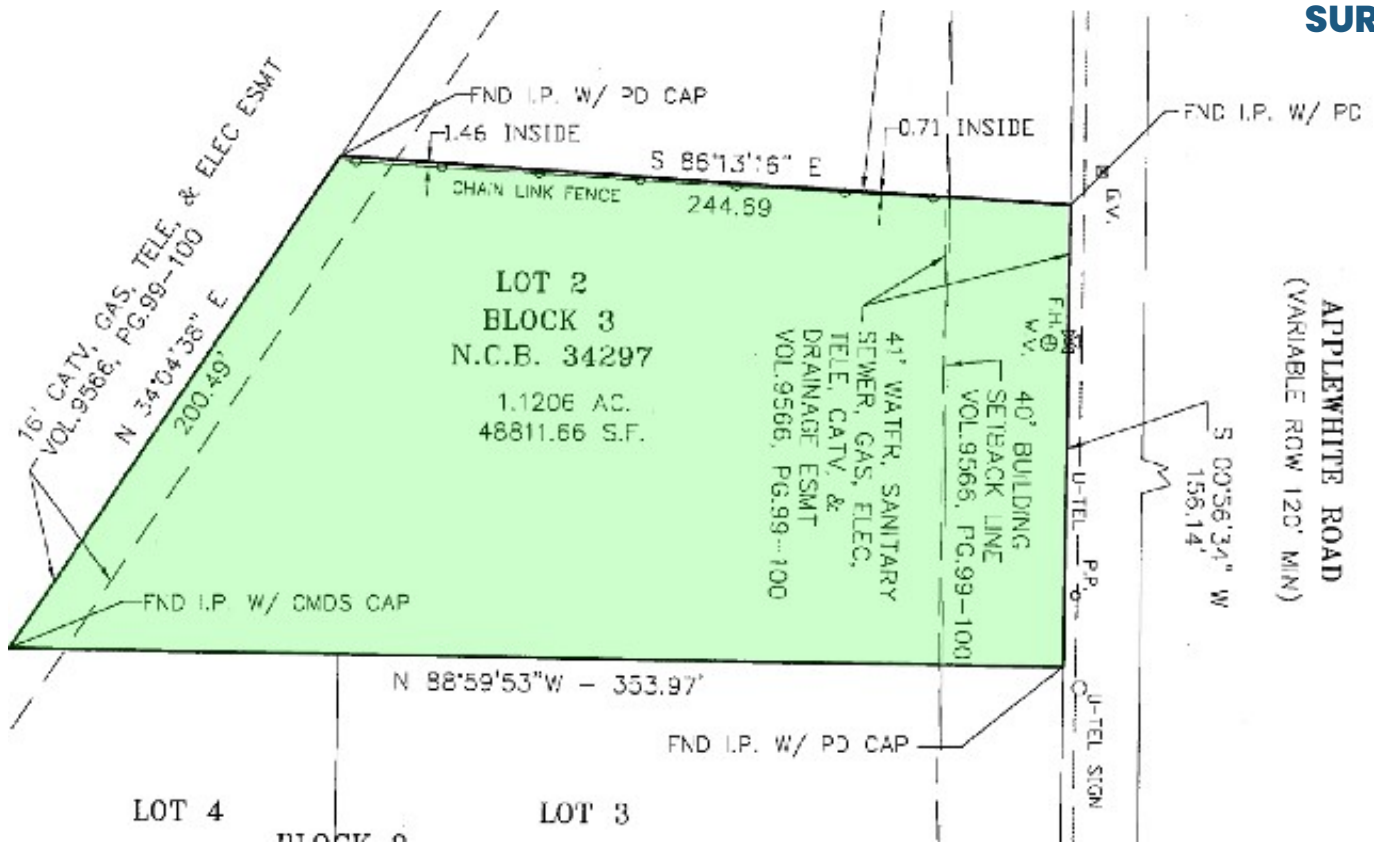 SUR
16' CATV, GAS, TELE, & ELEC ESMT
VOL.9566, PG.99-100
N 34°04'38" E
200.49'
FND I.P. W/ PD CAP
1.46 INSIDE
S 86°13'16" E
0.71 INSIDE
FND I.P. W/ PD
CHAIN LINK FENCE
244.69
G.V.
LOT 2
BLOCK 3
N.C.B. 34297
1.1206 AC.
48811.66 S.F.
41' WATER, SANITARY
SEWER, GAS, ELEC,
TELE, CATV, &
DRAINAGE ESMT
VOL.9566, PG.99-100
40' BUILDING
SETBACK LINE
VOL.9566, PG.99-100
F.H.
W.V.
U-TEL
P.P.
S 00°56'34" W
156.14'
APPLEWHITE ROAD
(VARIABLE ROW 120' MIN)
FND I.P. W/ CMDS CAP
N 88°59'53"W - 353.97'
FND I.P. W/ PD CAP
U-TEL SIGN
LOT 4
LOT 3